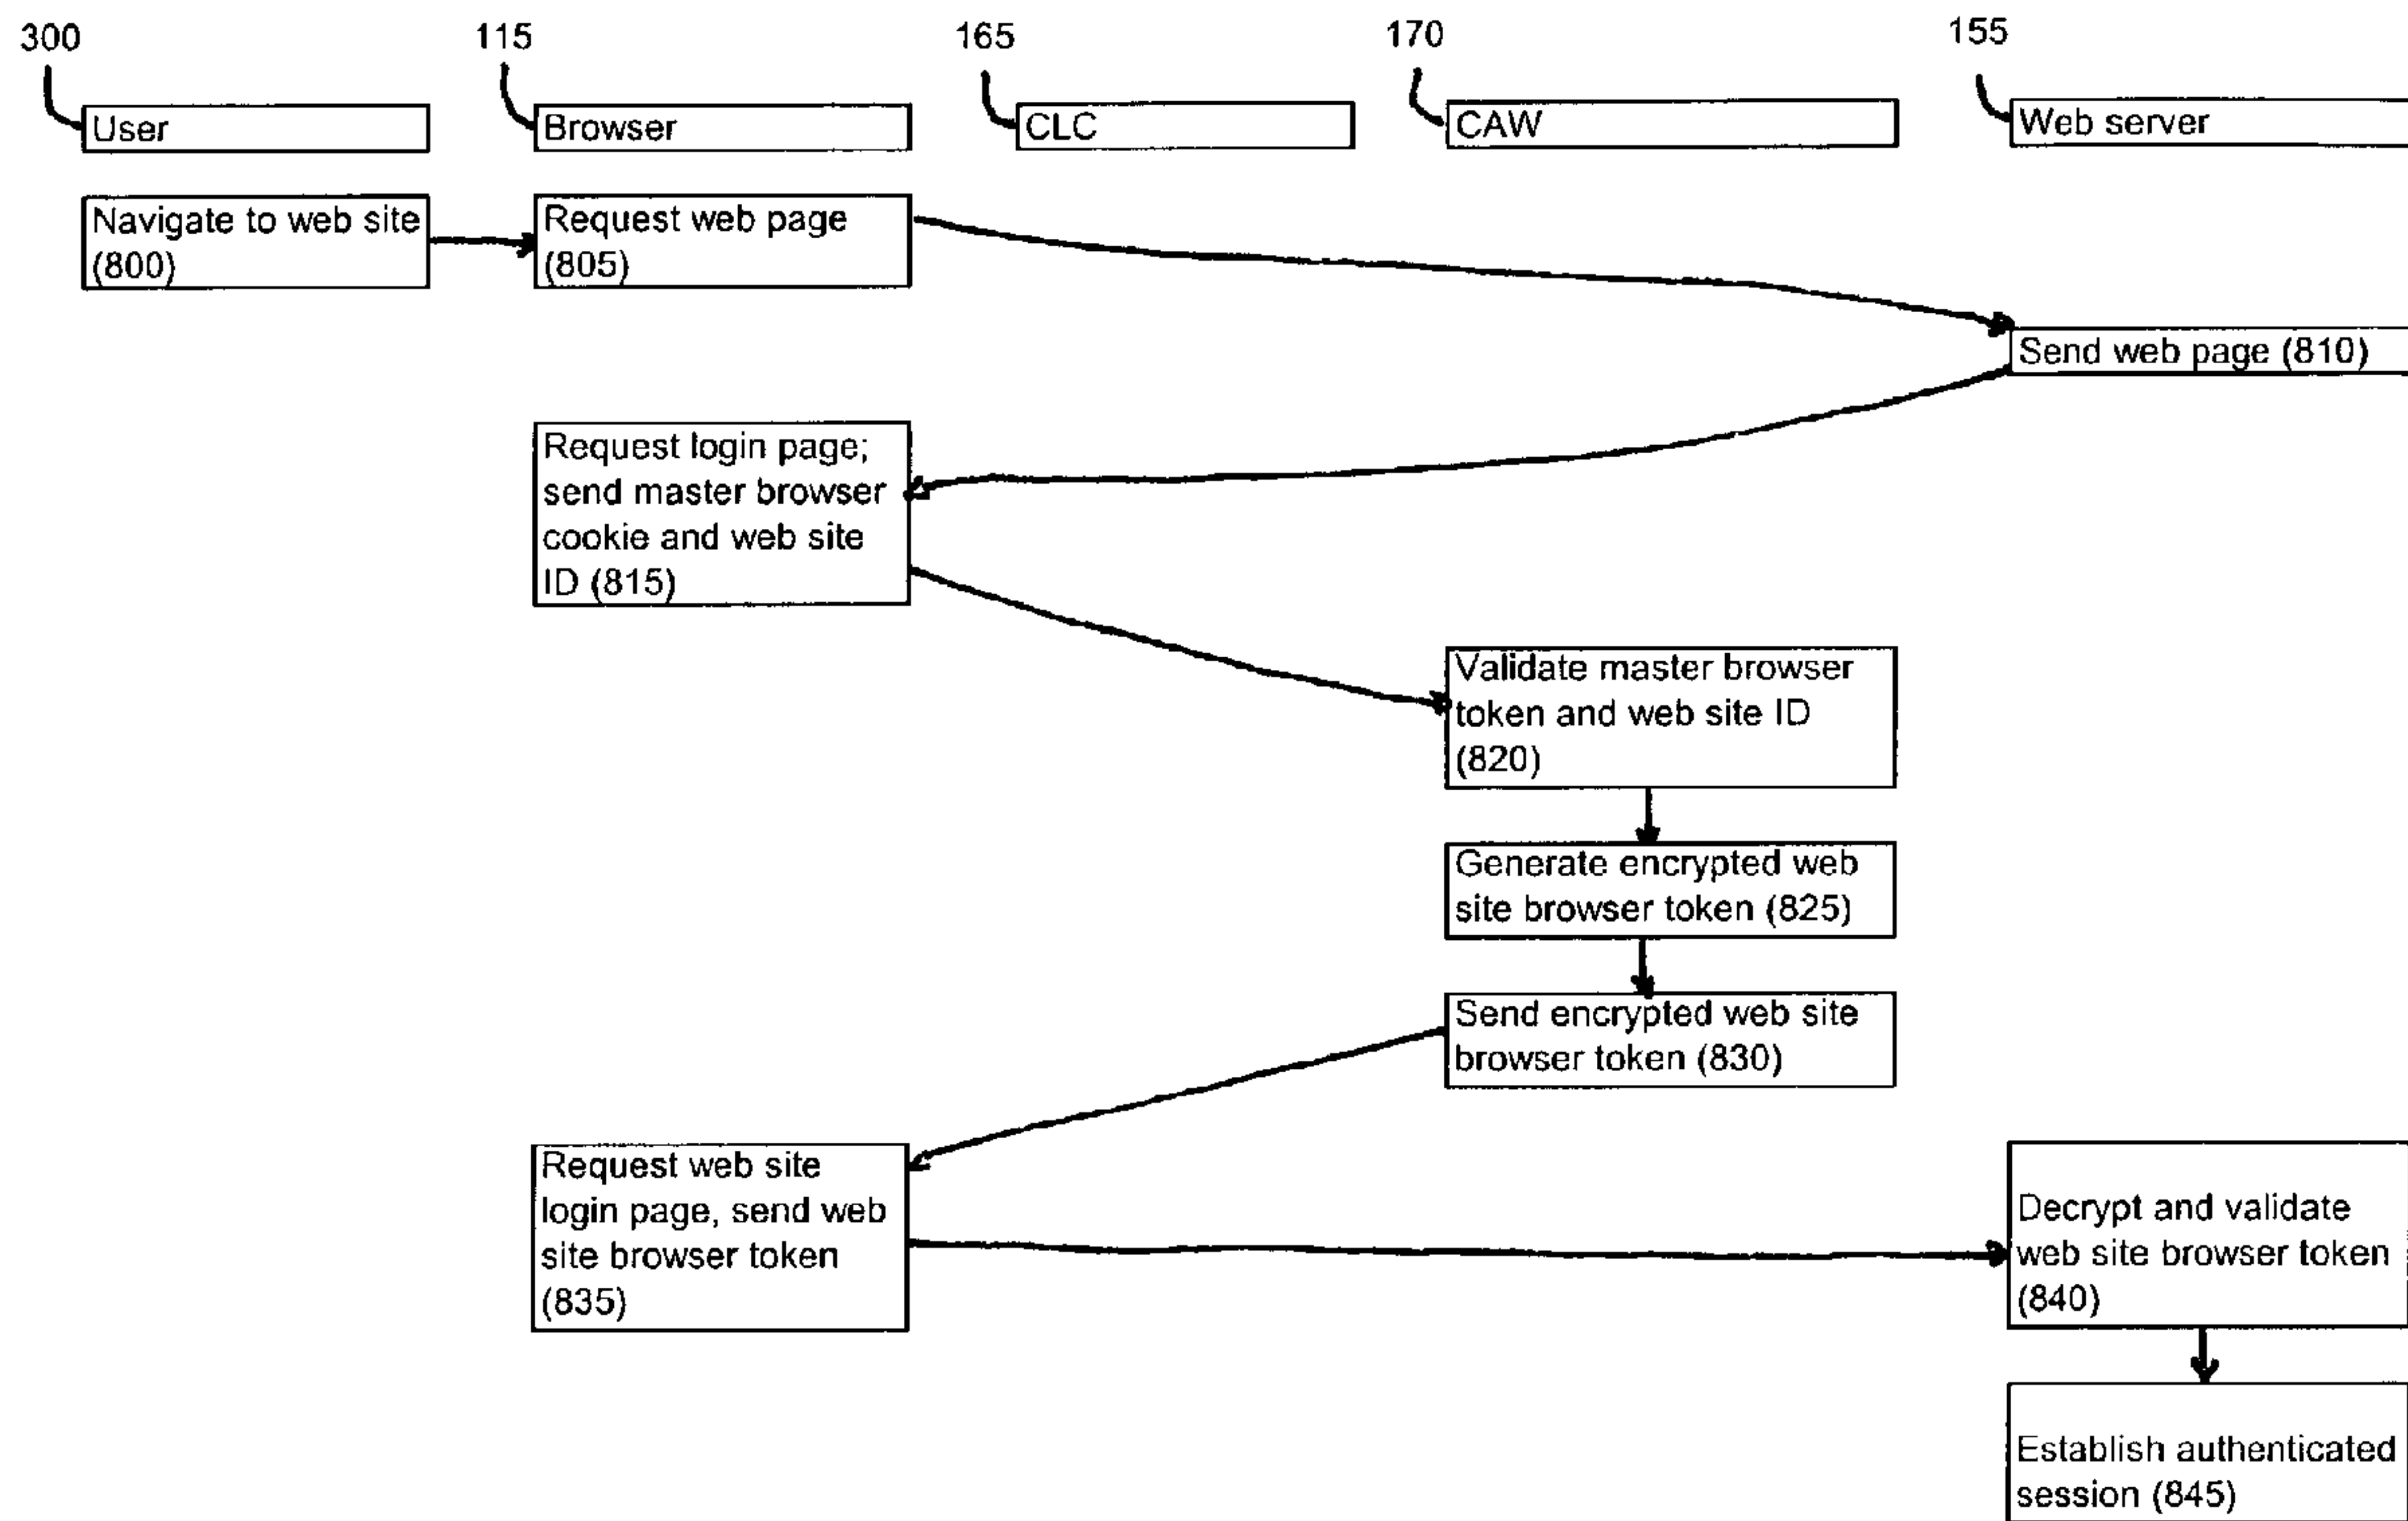 300
115
165
170
155
User
Browser
CLC
CAW
Web server
Navigate to web site
(800)
Request web page
(805)
Send web page (810)
Request login page;
send master browser
cookie and web site
ID (815)
Validate master browser
token and web site ID
(820)
Generate encrypted web
site browser token (825)
Send encrypted web site
browser token (830)
Request web site
login page, send web
site browser token
(835)
Decrypt and validate
web site browser token
(840)
Establish authenticated
session (845)